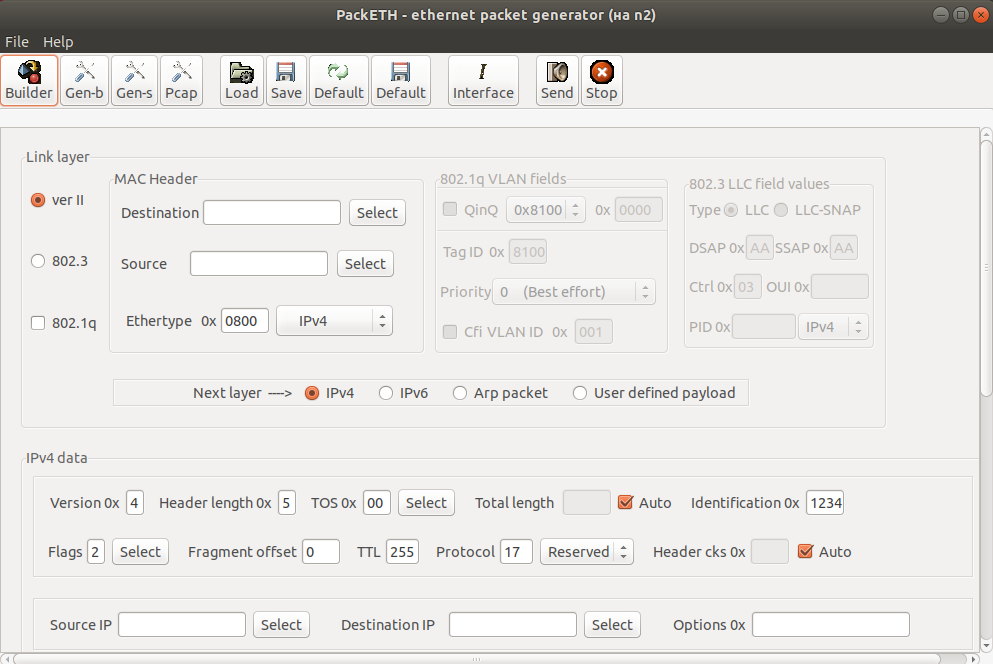 PackETH - ethernet packet generator (на n2)
File Help
Builder Gen-b Gen-s Pcap Load Save Default Default Interface Send Stop
Link layer
MAC Header 802.1q VLAN fields 802.3 LLC field values
ver II Destination Select QinQ 0x8100 0x 0000 Type LLC LLC-SNAP
DSAP 0x AA SSAP 0x AA
802.3 Source Select Tag ID 0x 8100
Priority 0 (Best effort) Ctrl 0x 03 OUI 0x
802.1q Ethertype 0x 0800 IPv4 Cfi VLAN ID 0x 001 PID 0x IPv4
Next layer ----> IPv4 IPv6 Arp packet User defined payload
IPv4 data
Version 0x 4 Header length 0x 5 TOS 0x 00 Select Total length Auto Identification 0x 1234
Flags 2 Select Fragment offset 0 TTL 255 Protocol 17 Reserved Header cks 0x Auto
Source IP Select Destination IP Select Options 0x